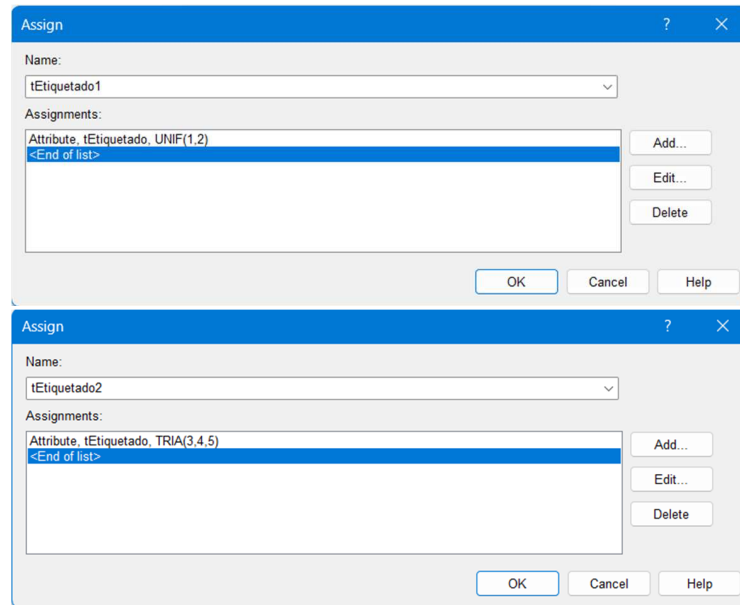 Assign ? ×
Name:
tEtiquetado1
Assignments:
Attribute, tEtiquetado, UNIF(1,2)
<End of list>
Add...
Edit...
Delete
OK Cancel Help
Assign ? ×
Name:
tEtiquetado2
Assignments:
Attribute, tEtiquetado, TRIA(3,4,5)
<End of list>
Add...
Edit...
Delete
OK Cancel Help